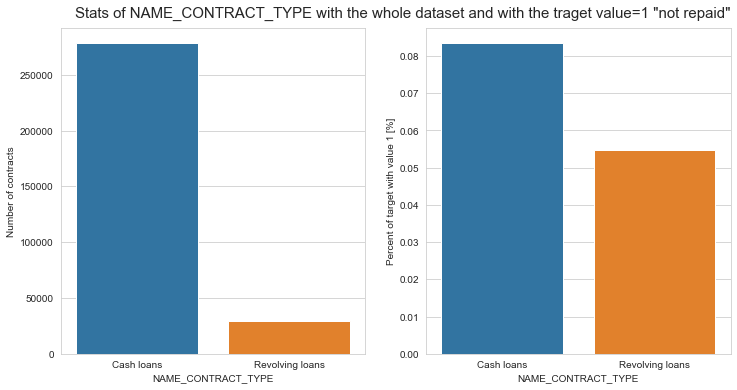 Stats of NAME_CONTRACT_TYPE with the whole dataset and with the traget value=1 "not repaid"
Number of contracts
250000
200000
150000
100000
50000
0
Cash loans
Revolving loans
NAME_CONTRACT_TYPE
Percent of target with value 1 [%]
0.08
0.07
0.06
0.05
0.04
0.03
0.02
0.01
0.00
Cash loans
Revolving loans
NAME_CONTRACT_TYPE